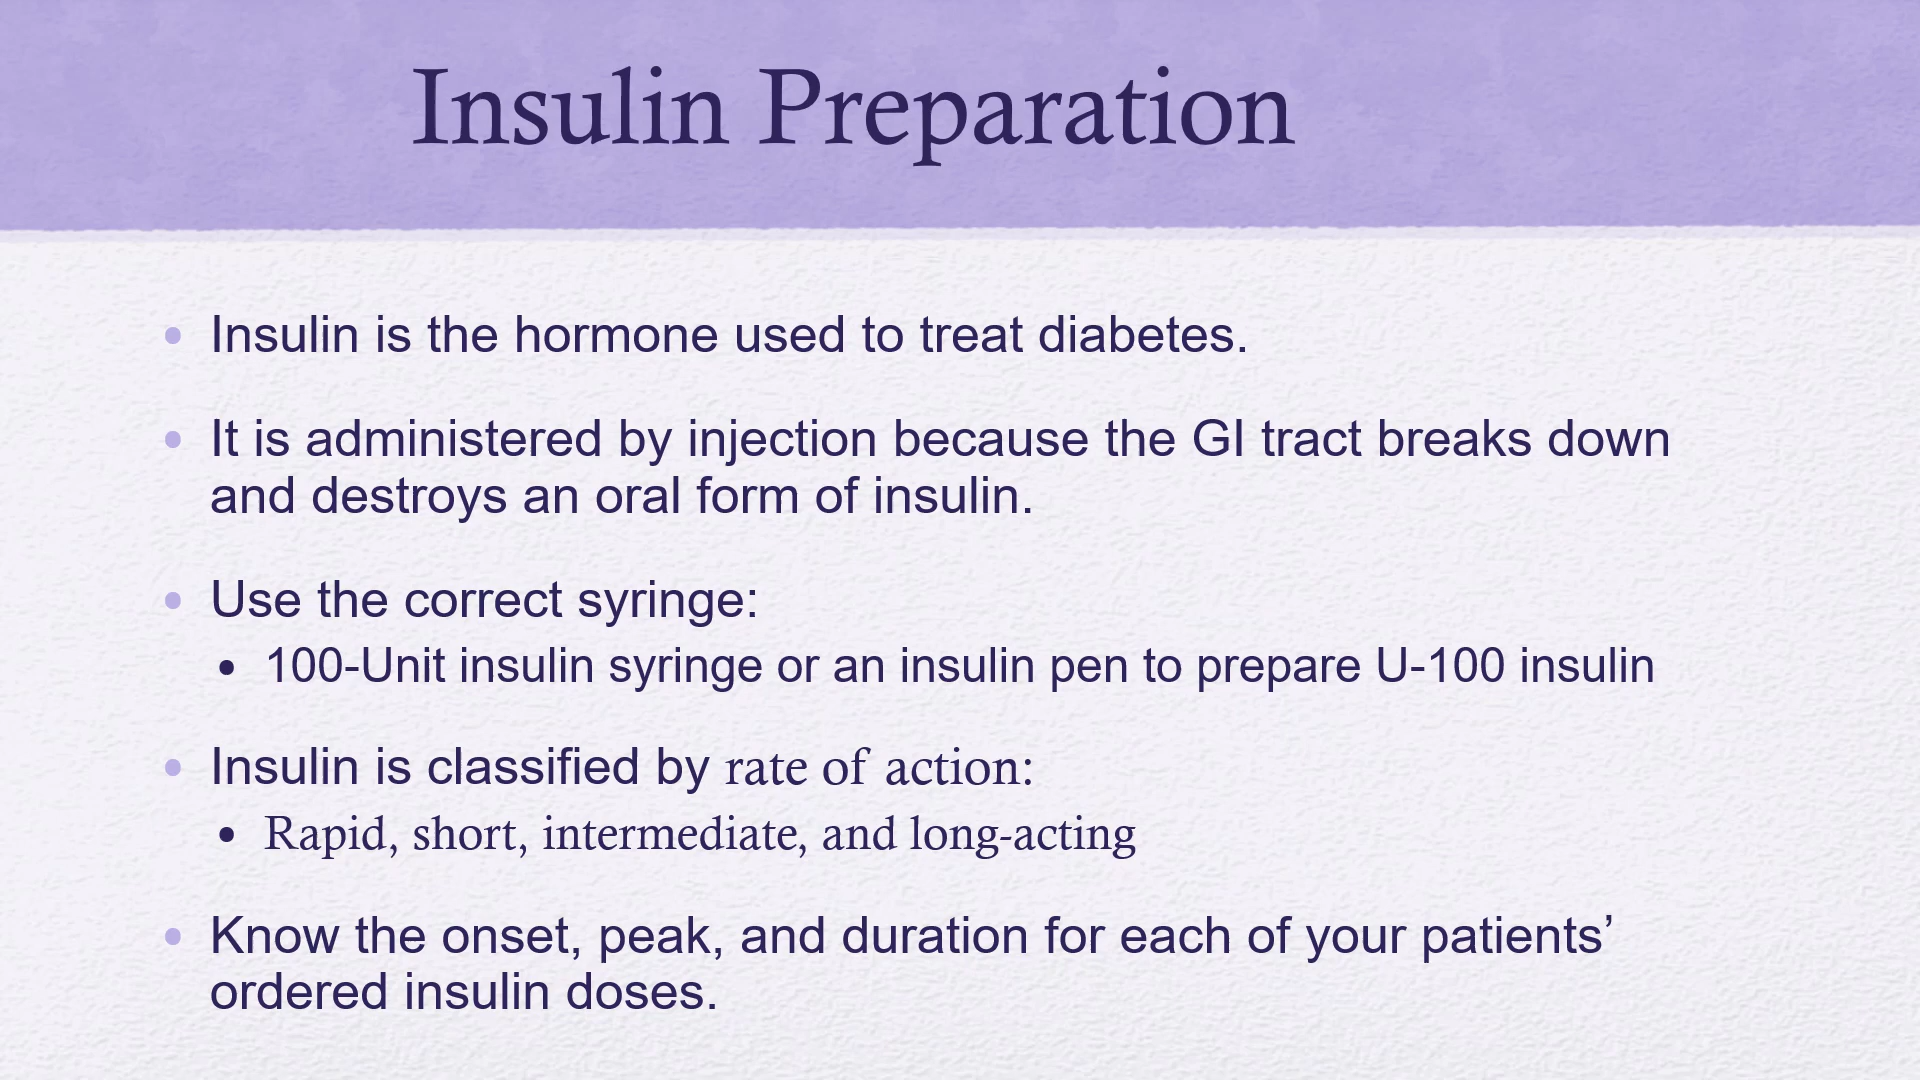 Insulin Preparation
• Insulin is the hormone used to treat diabetes.
• It is administered by injection because the GI tract breaks down
and destroys an oral form of insulin.
• Use the correct syringe:
• 100-Unit insulin syringe or an insulin pen to prepare U-100 insulin
• Insulin is classified by rate of action:
• Rapid, short, intermediate, and long-acting
• Know the onset, peak, and duration for each of your patients’
ordered insulin doses.